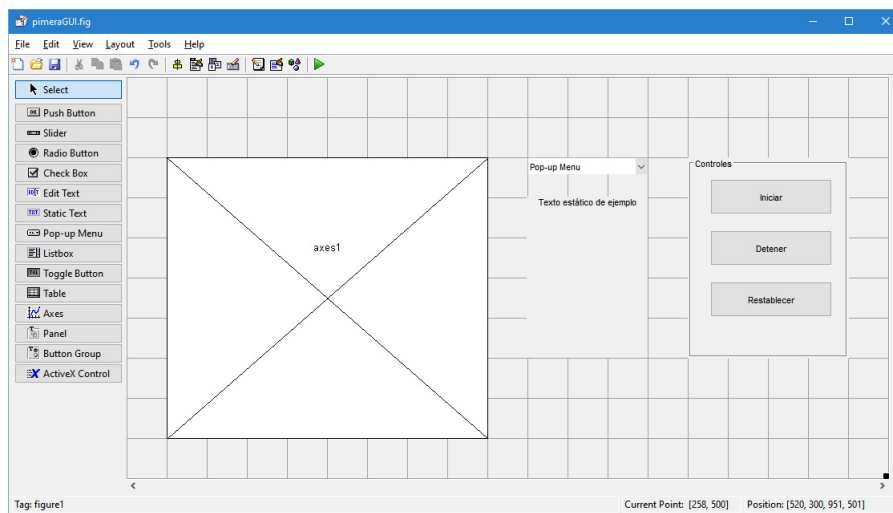 pimeraGUI.fig
File Edit View Layout Tools Help
Select
Push Button
Slider
Radio Button
Check Box
Edit Text
Static Text
Pop-up Menu
Listbox
Toggle Button
Table
Axes
Panel
Button Group
ActiveX Control
axes1
Pop-up Menu
Texto estático de ejemplo
Controles
Iniciar
Detener
Restablecer
Tag: figure1 Current Point: [258, 500] Position: [520, 300, 951, 501]